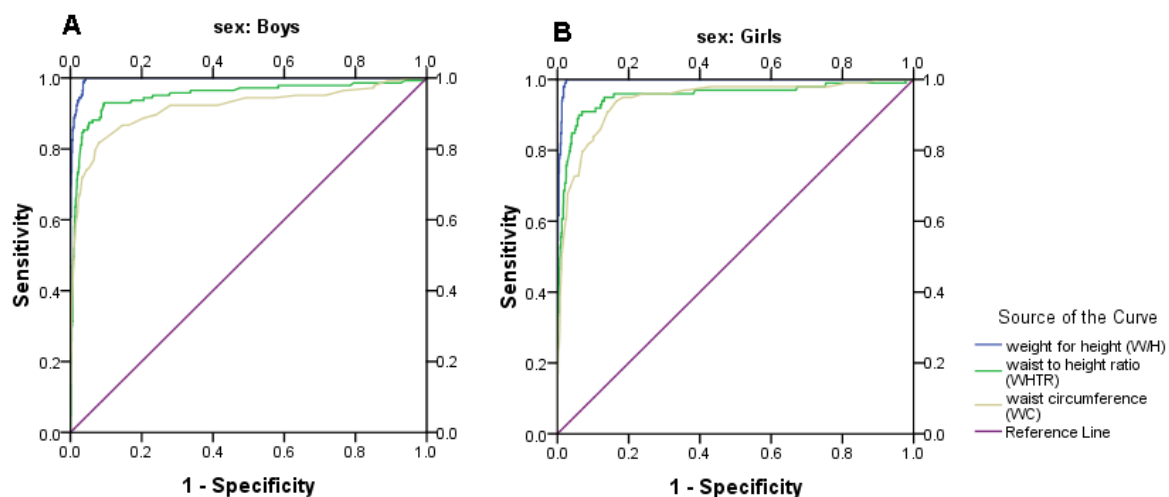 A
sex: Boys
0.0 0.2 0.4 0.6 0.8 1.0
1.0 1.0
0.8 0.8
0.6 0.6
0.4 0.4
0.2 0.2
0.0 0.0
0.0 0.2 0.4 0.6 0.8 1.0
Sensitivity
1 - Specificity
B
sex: Girls
0.0 0.2 0.4 0.6 0.8 1.0
1.0 1.0
0.8 0.8
0.6 0.6
0.4 0.4
0.2 0.2
0.0 0.0
0.0 0.2 0.4 0.6 0.8 1.0
Sensitivity
1 - Specificity
Source of the Curve
weight for height (W/H)
waist to height ratio
(WHTR)
waist circumference
(WC)
Reference Line